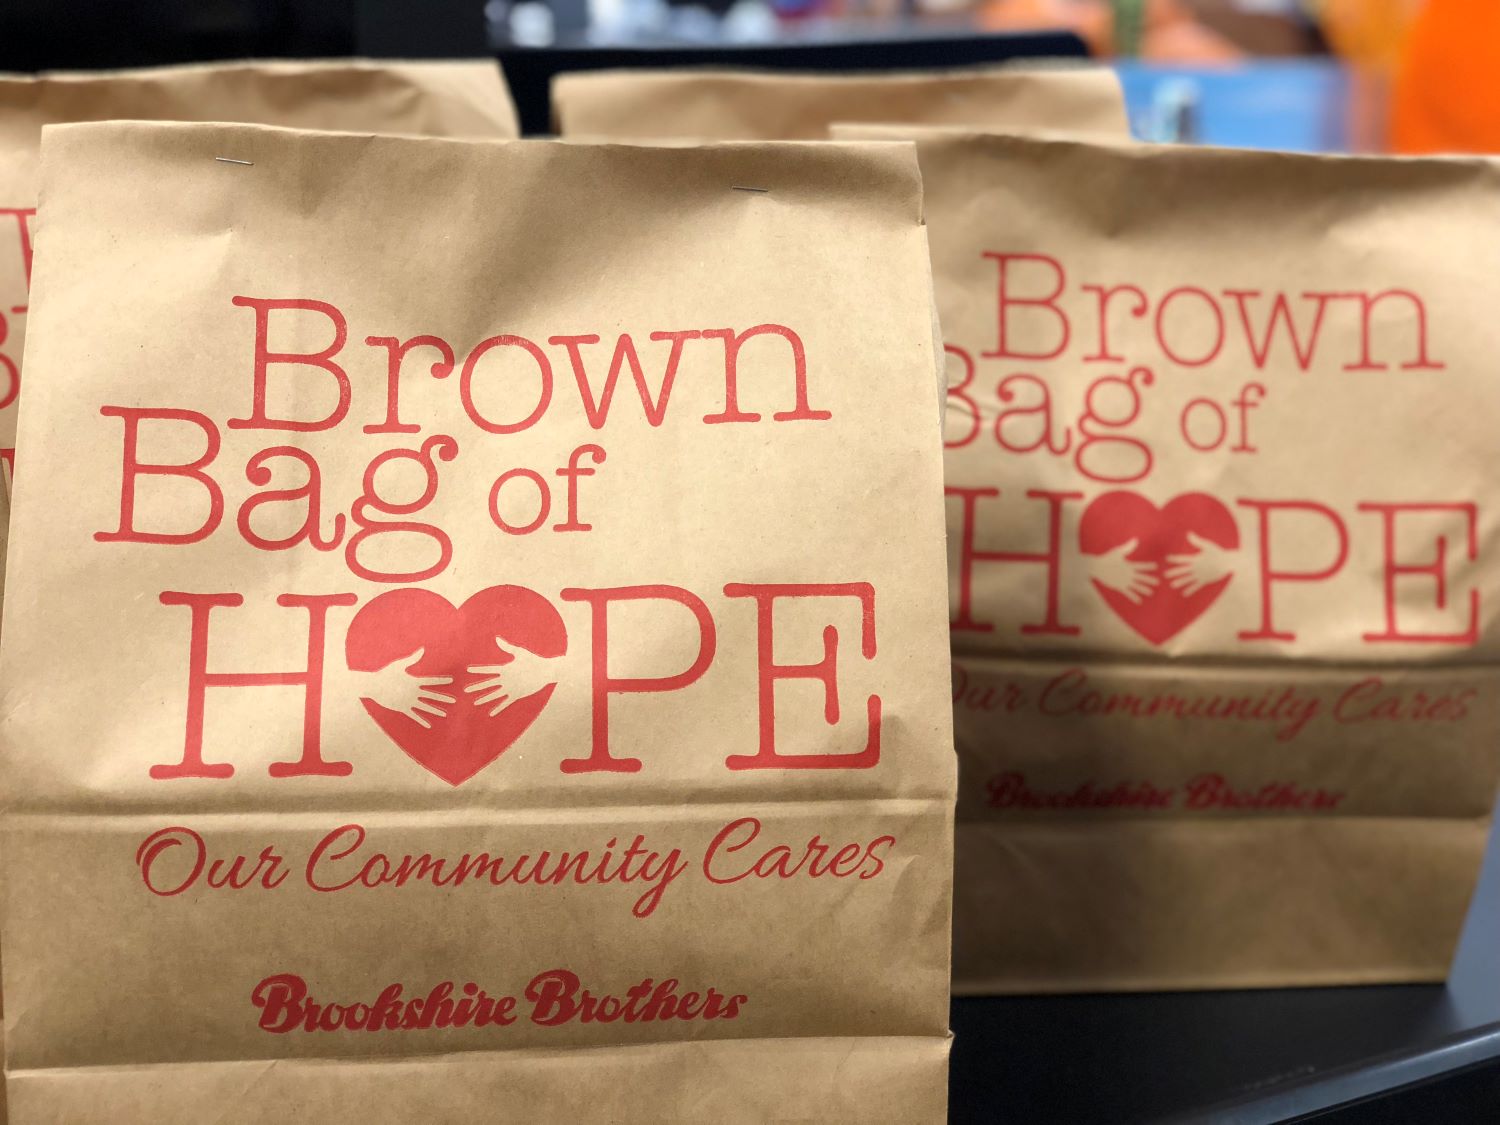 Brown
Bag of
HOPE
Our Community Cares
Brookshire Brothers
Brown
Bag of
HOPE
Our Community Cares
Brookshire Brothers